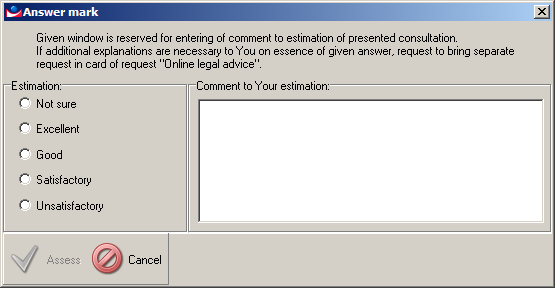 Answer mark
Given window is reserved for entering of comment to estimation of presented consultation.
If additional explanations are necessary to You on essence of given answer, request to bring separate
request in card of request "Online legal advice".
Estimation:
Not sure
Excellent
Good
Satisfactory
Unsatisfactory
Comment to Your estimation:
Assess
Cancel